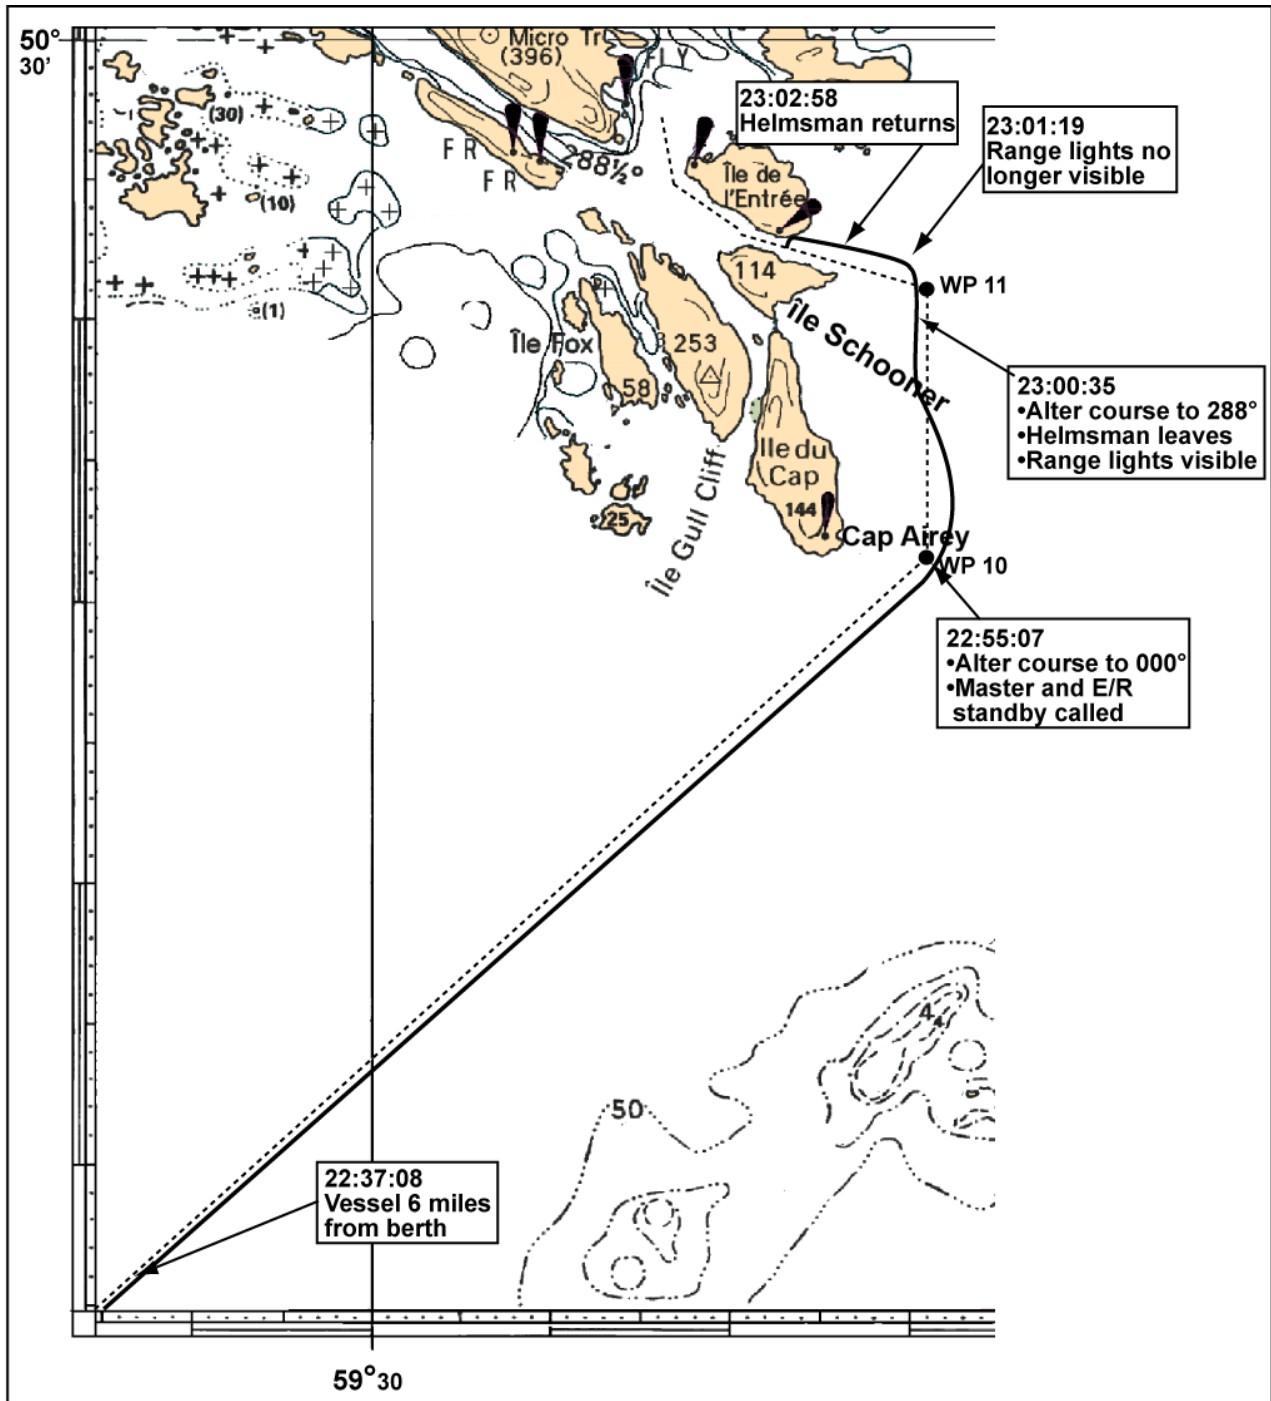 50°
30'
Micro Tr
(396)
FLY
23:02:58
Helmsman returns
23:01:19
Range lights no
longer visible
(30)
F R
F R
288½°
Île de
l'Entrée
(10)
114
WP 11
(1)
Île Fox
253
île Schooner
58
23:00:35
•Alter course to 288°
•Helmsman leaves
•Range lights visible
Ile du
Cap
144
25
Île Gull Cliff
Cap Airey
WP 10
22:55:07
•Alter course to 000°
•Master and E/R
standby called
4₄
50
22:37:08
Vessel 6 miles
from berth
59°30